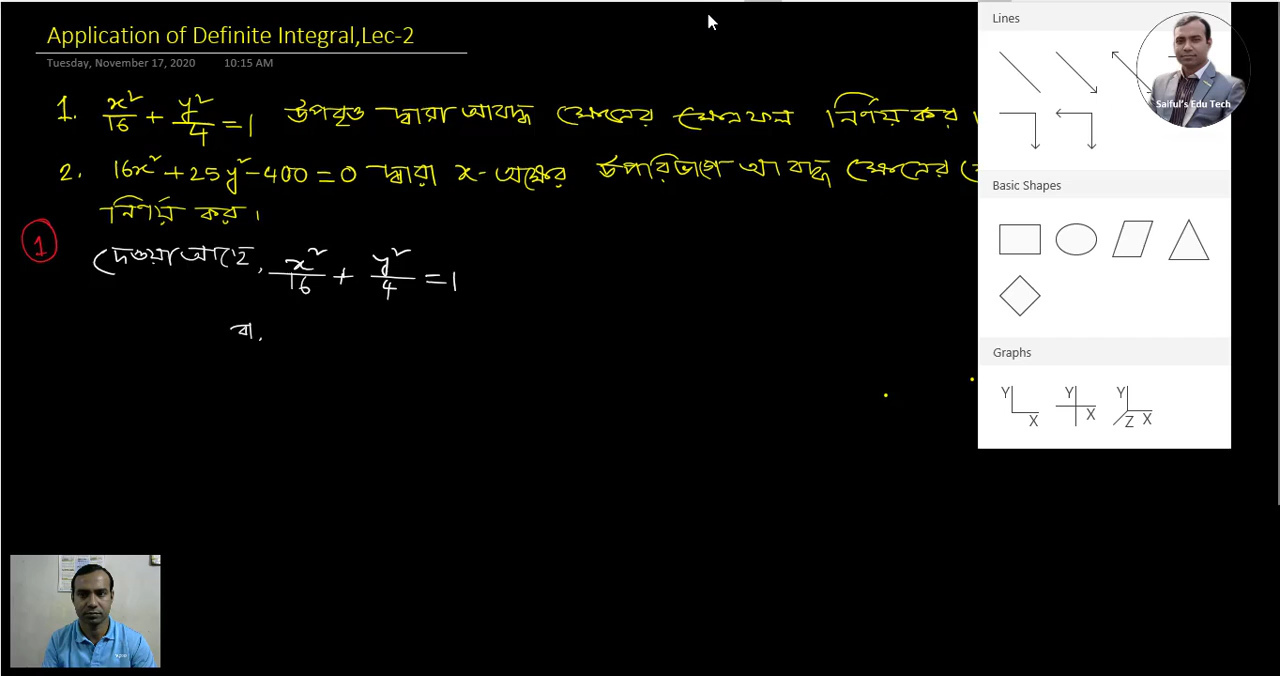 Application of Definite Integral,Lec-2
Tuesday, November 17, 2020 10:15 AM
1. x²/16 + y²/4 = 1 উপবৃত্ত দ্বারা আবদ্ধ ক্ষেত্রের ক্ষেত্রফল নির্ণয় কর
2. 16x² + 25y² - 400 = 0 দ্বারা x-অক্ষের উপরিভাগে আবদ্ধ ক্ষেত্রের
নির্ণয় কর।
1
দেওয়া আছে, x²/16 + y²/4 = 1
বা,
Lines
Saiful's Edu Tech
Basic Shapes
Graphs
Y X Y X Y Z X